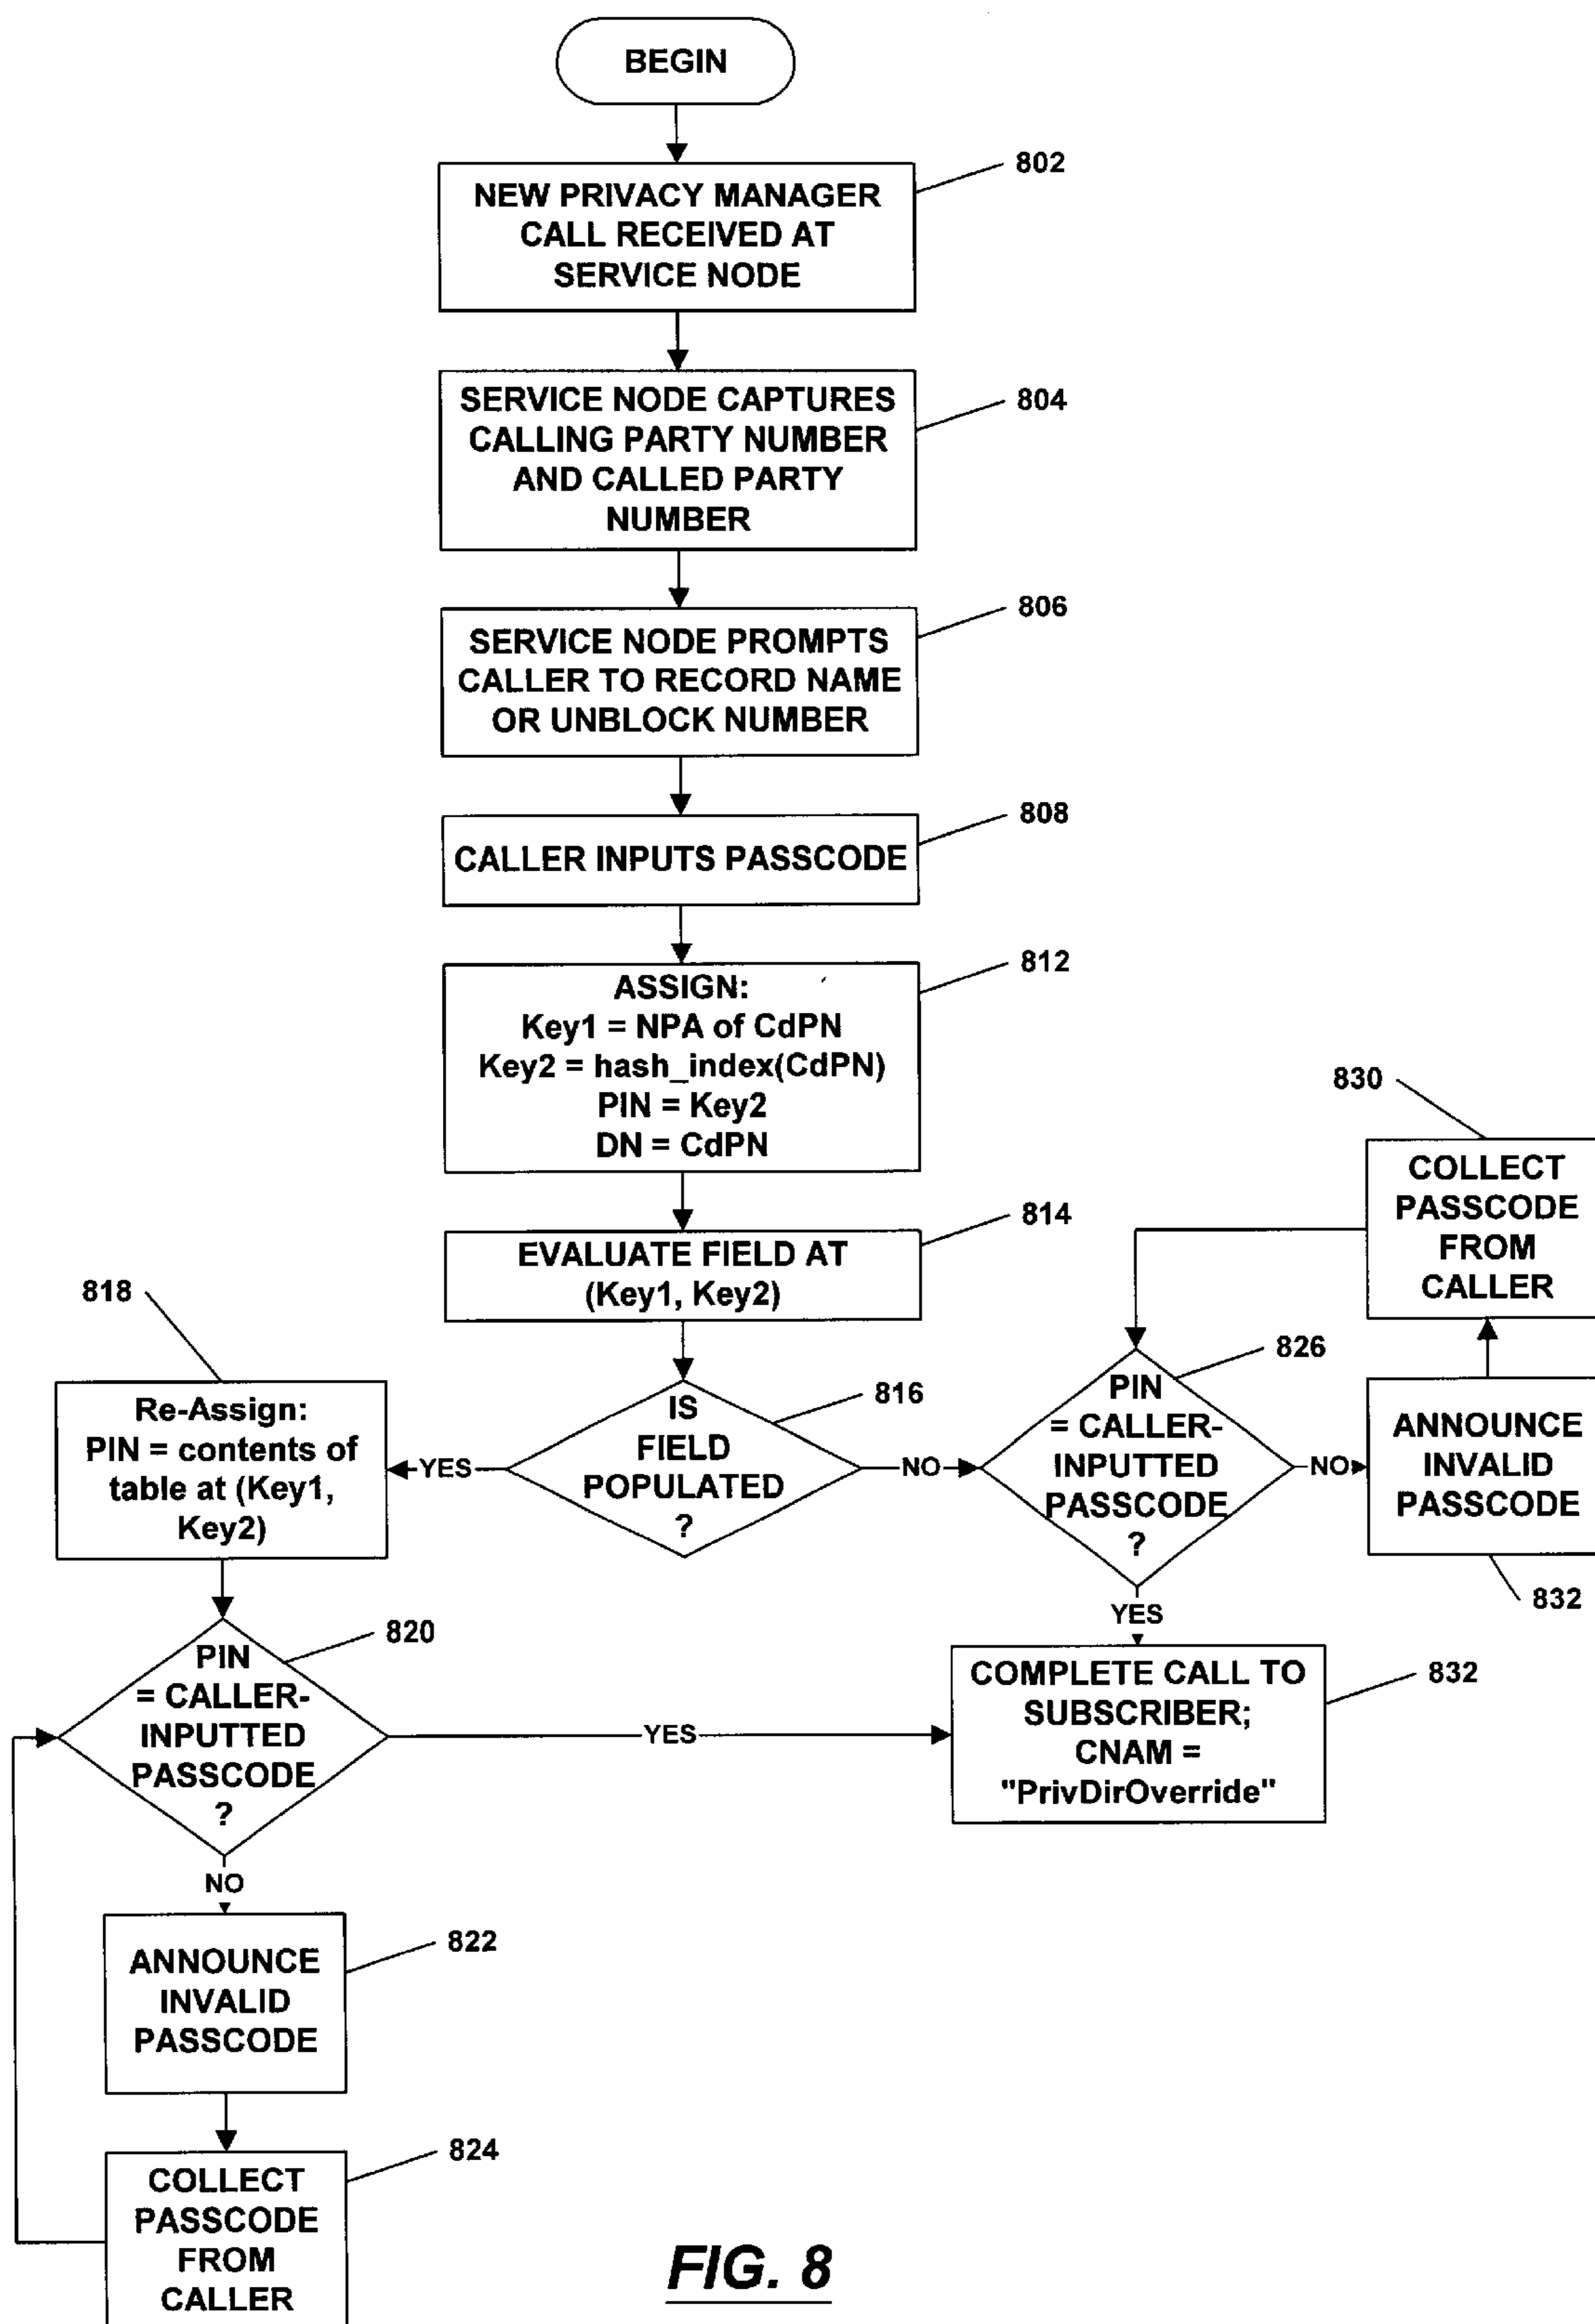 BEGIN
802
NEW PRIVACY MANAGER
CALL RECEIVED AT
SERVICE NODE
804
SERVICE NODE CAPTURES
CALLING PARTY NUMBER
AND CALLED PARTY
NUMBER
806
SERVICE NODE PROMPTS
CALLER TO RECORD NAME
OR UNBLOCK NUMBER
808
CALLER INPUTS PASSCODE
812
ASSIGN:
Key1 = NPA of CdPN
Key2 = hash_index(CdPN)
PIN = Key2
DN = CdPN
814
EVALUATE FIELD AT
(Key1, Key2)
816
IS
FIELD
POPULATED
?
YES
NO
818
Re-Assign:
PIN = contents of
table at (Key1,
Key2)
820
PIN
= CALLER-
INPUTTED
PASSCODE
?
YES
NO
822
ANNOUNCE
INVALID
PASSCODE
824
COLLECT
PASSCODE
FROM
CALLER
826
PIN
= CALLER-
INPUTTED
PASSCODE
?
NO
YES
830
COLLECT
PASSCODE
FROM
CALLER
ANNOUNCE
INVALID
PASSCODE
832
COMPLETE CALL TO
SUBSCRIBER;
CNAM =
"PrivDirOverride"
832
FIG. 8